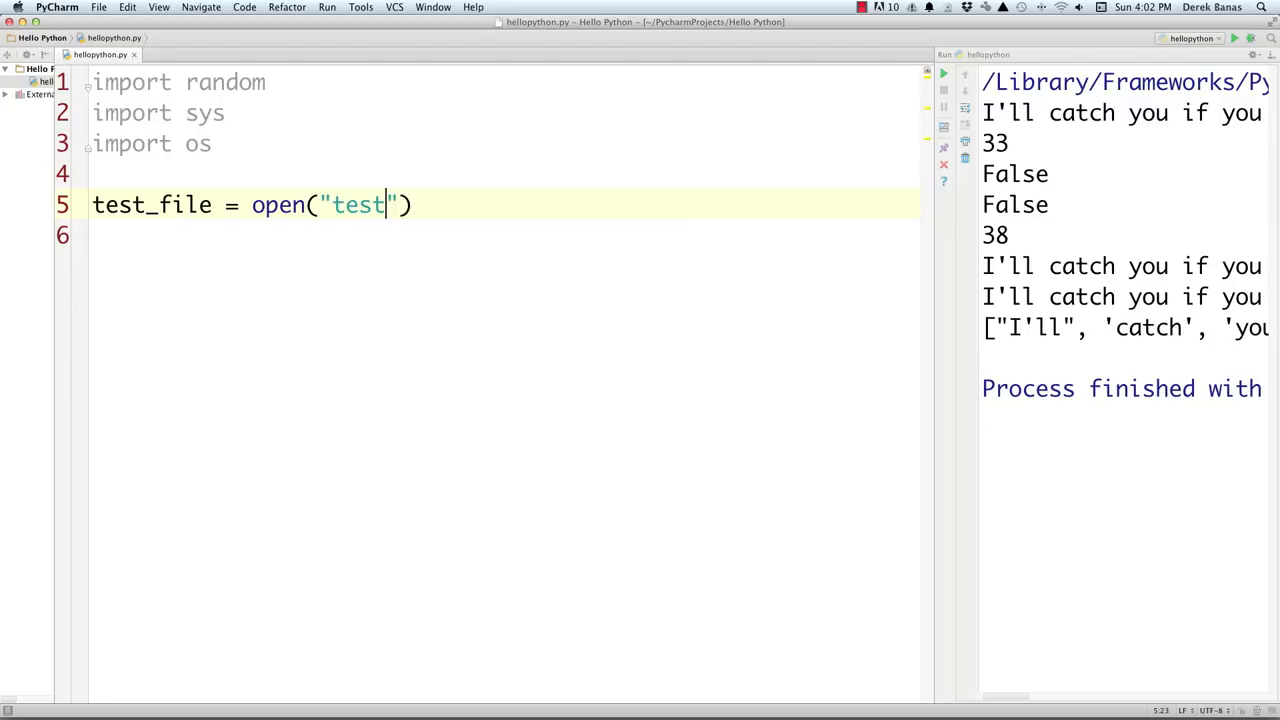 PyCharm File Edit View Navigate Code Refactor Run Tools VCS Window Help 10 Sun 4:02 PM Derek Banas
hellopython.py – Hello Python – [~/PycharmProjects/Hello Python]
Hello Python hellopython.py hellopython
hellopython.py Run hellopython
Hello P
hell
Externa
1 import random
2 import sys
3 import os
4
5 test_file = open("test")
6
/Library/Frameworks/Py
I'll catch you if you
33
False
False
38
I'll catch you if you
I'll catch you if you
["I'll", 'catch', 'you
Process finished with
5:23 LF UTF-8